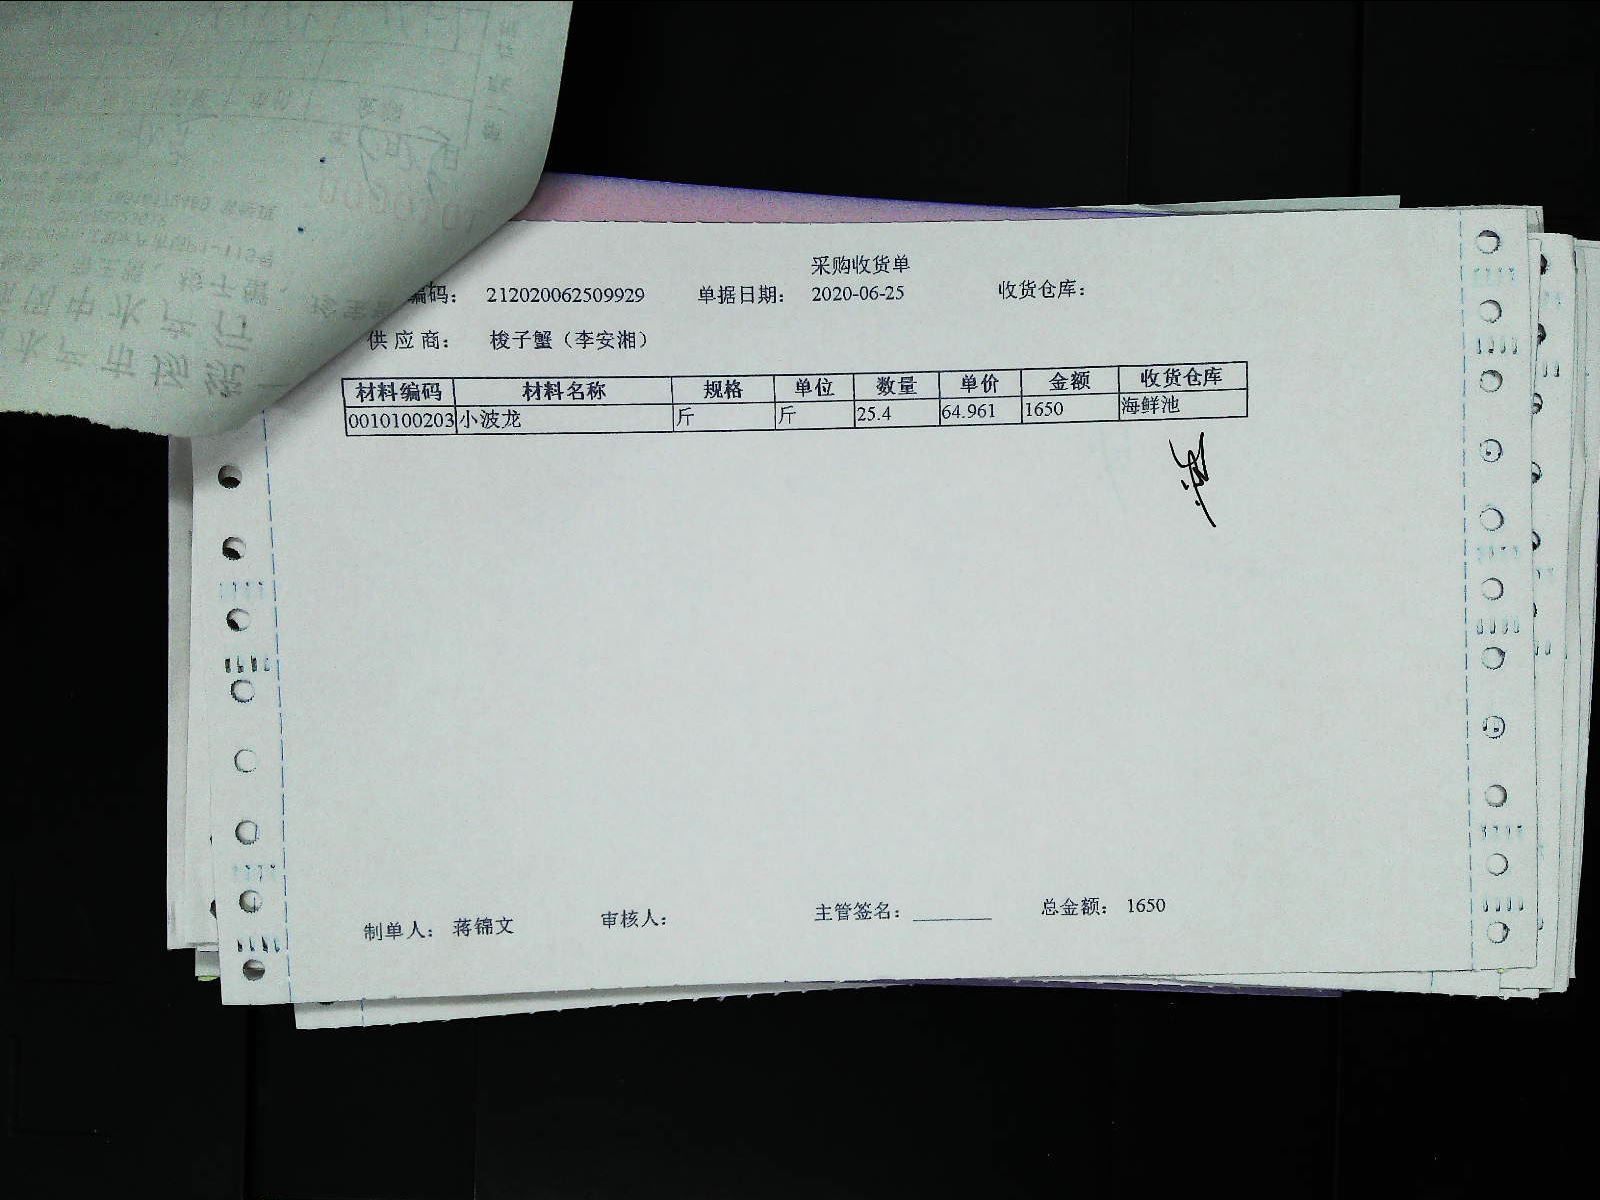 采购收货单
编码： 212020062509929 单据日期： 2020-06-25 收货仓库：
供应商： 梭子蟹（李安湘）
材料编码 材料名称 规格 单位 数量 单价 金额 收货仓库
0010100203 小波龙 斤 斤 25.4 64.961 1650 海鲜池
制单人： 蒋锦文 审核人： 主管签名： 总金额： 1650